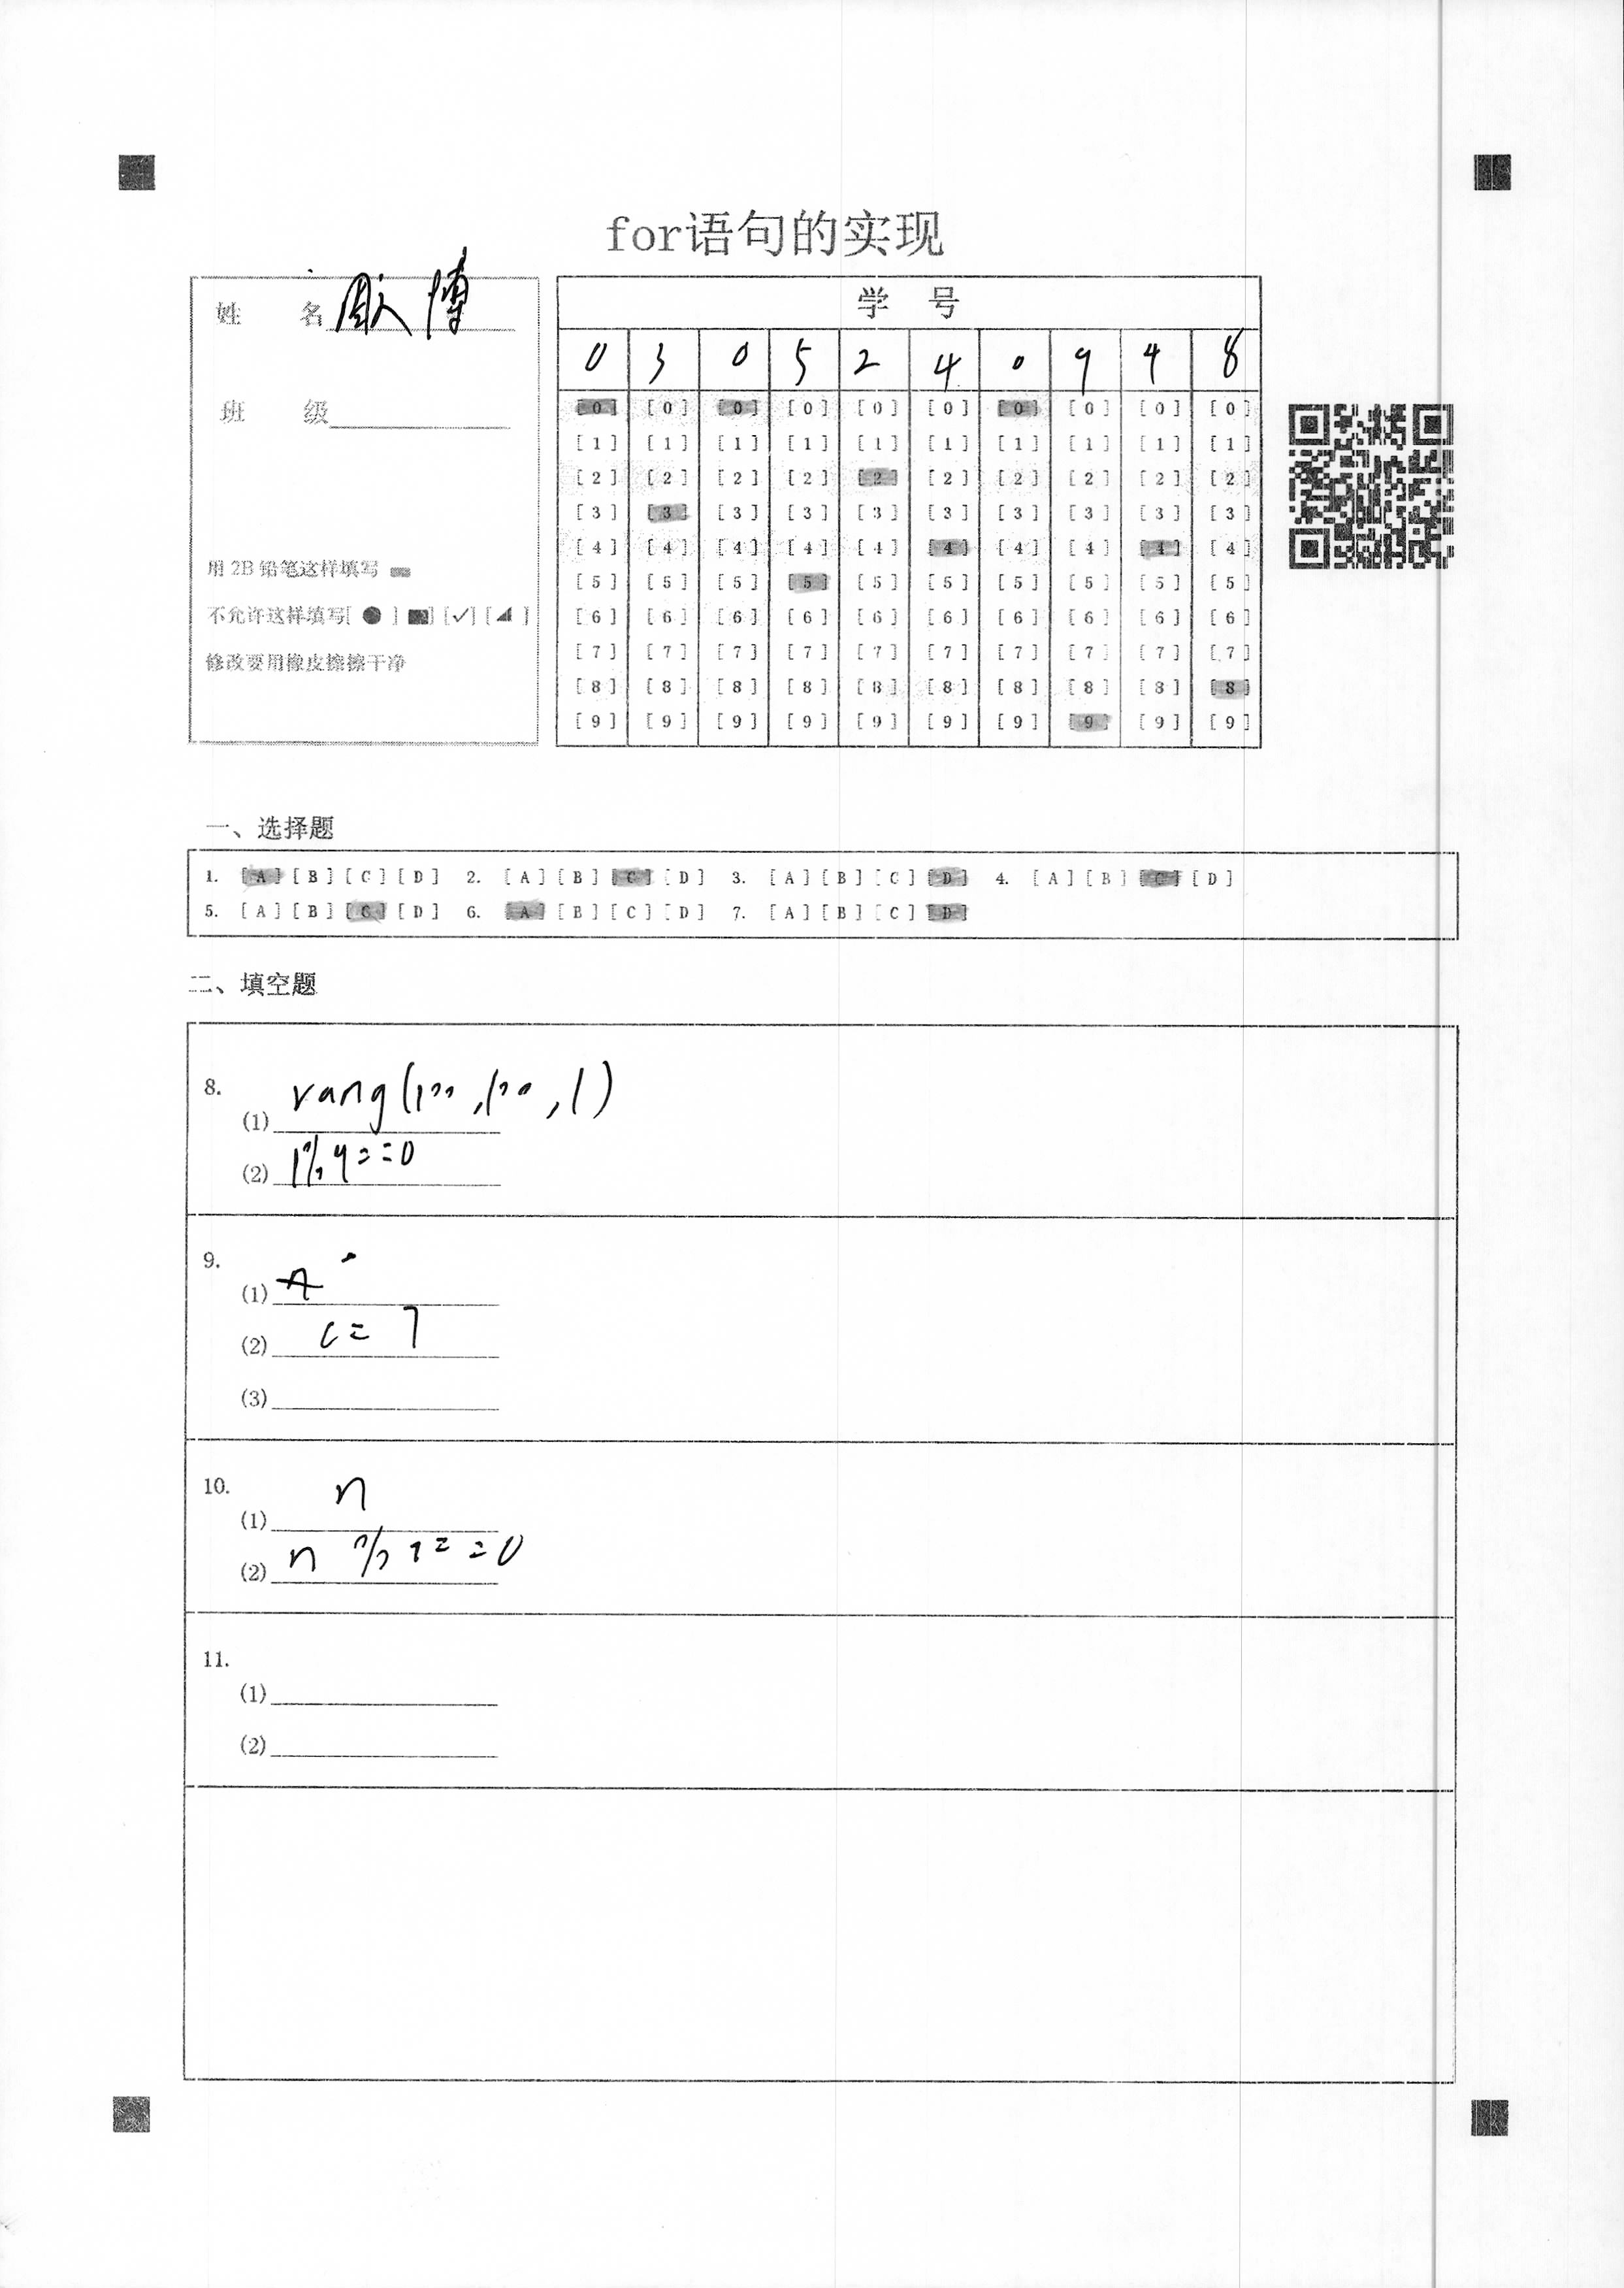 for语句的实现
姓 名
班 级
用 2B 铅笔这样填写
不允许这样填写[ ● ] [■] [✓] [◢ ]
修改要用橡皮擦擦干净
学 号
0 3 0 5 2 4 0 9 4 8
[0] [0] [0] [0] [0] [0] [0] [0] [0] [0]
[1] [1] [1] [1] [1] [1] [1] [1] [1] [1]
[2] [2] [2] [2] [2] [2] [2] [2] [2] [2]
[3] [3] [3] [3] [3] [3] [3] [3] [3] [3]
[4] [4] [4] [4] [4] [4] [4] [4] [4] [4]
[5] [5] [5] [5] [5] [5] [5] [5] [5] [5]
[6] [6] [6] [6] [6] [6] [6] [6] [6] [6]
[7] [7] [7] [7] [7] [7] [7] [7] [7] [7]
[8] [8] [8] [8] [8] [8] [8] [8] [8] [8]
[9] [9] [9] [9] [9] [9] [9] [9] [9] [9]
一、选择题
1. [A] [B] [C] [D] 2. [A] [B] [C] [D] 3. [A] [B] [C] [D] 4. [A] [B] [C] [D]
5. [A] [B] [C] [D] 6. [A] [B] [C] [D] 7. [A] [B] [C] [D]
二、填空题
8.
(1) rang(100,100,1)
(2) 1%4==0
9.
(1)
(2) c=7
(3)
10.
(1) n
(2) n % ==0
11.
(1)
(2)